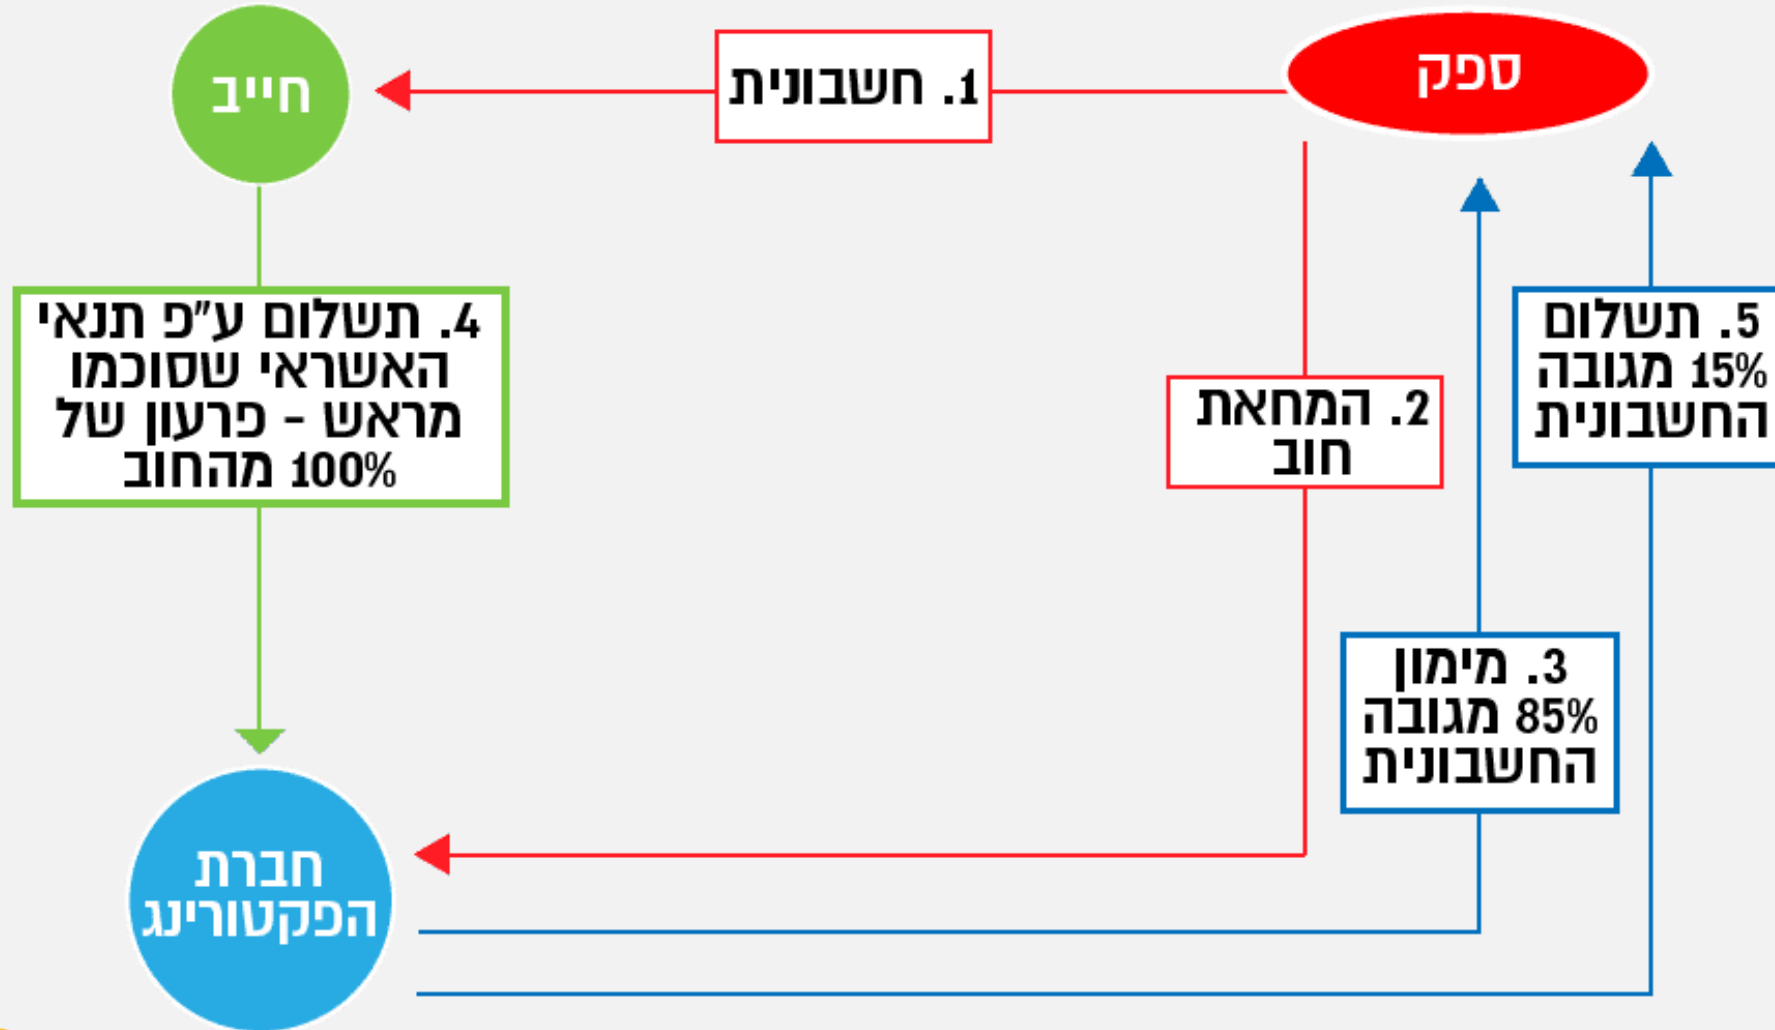 ספק
1. חשבונית
חייב
2. המחאת
חוב
3. מימון
85% מגובה
החשבונית
4. תשלום ע"פ תנאי
האשראי שסוכמו
מראש - פרעון של
100% מהחוב
5. תשלום
15% מגובה
החשבונית
חברת
הפקטורינג